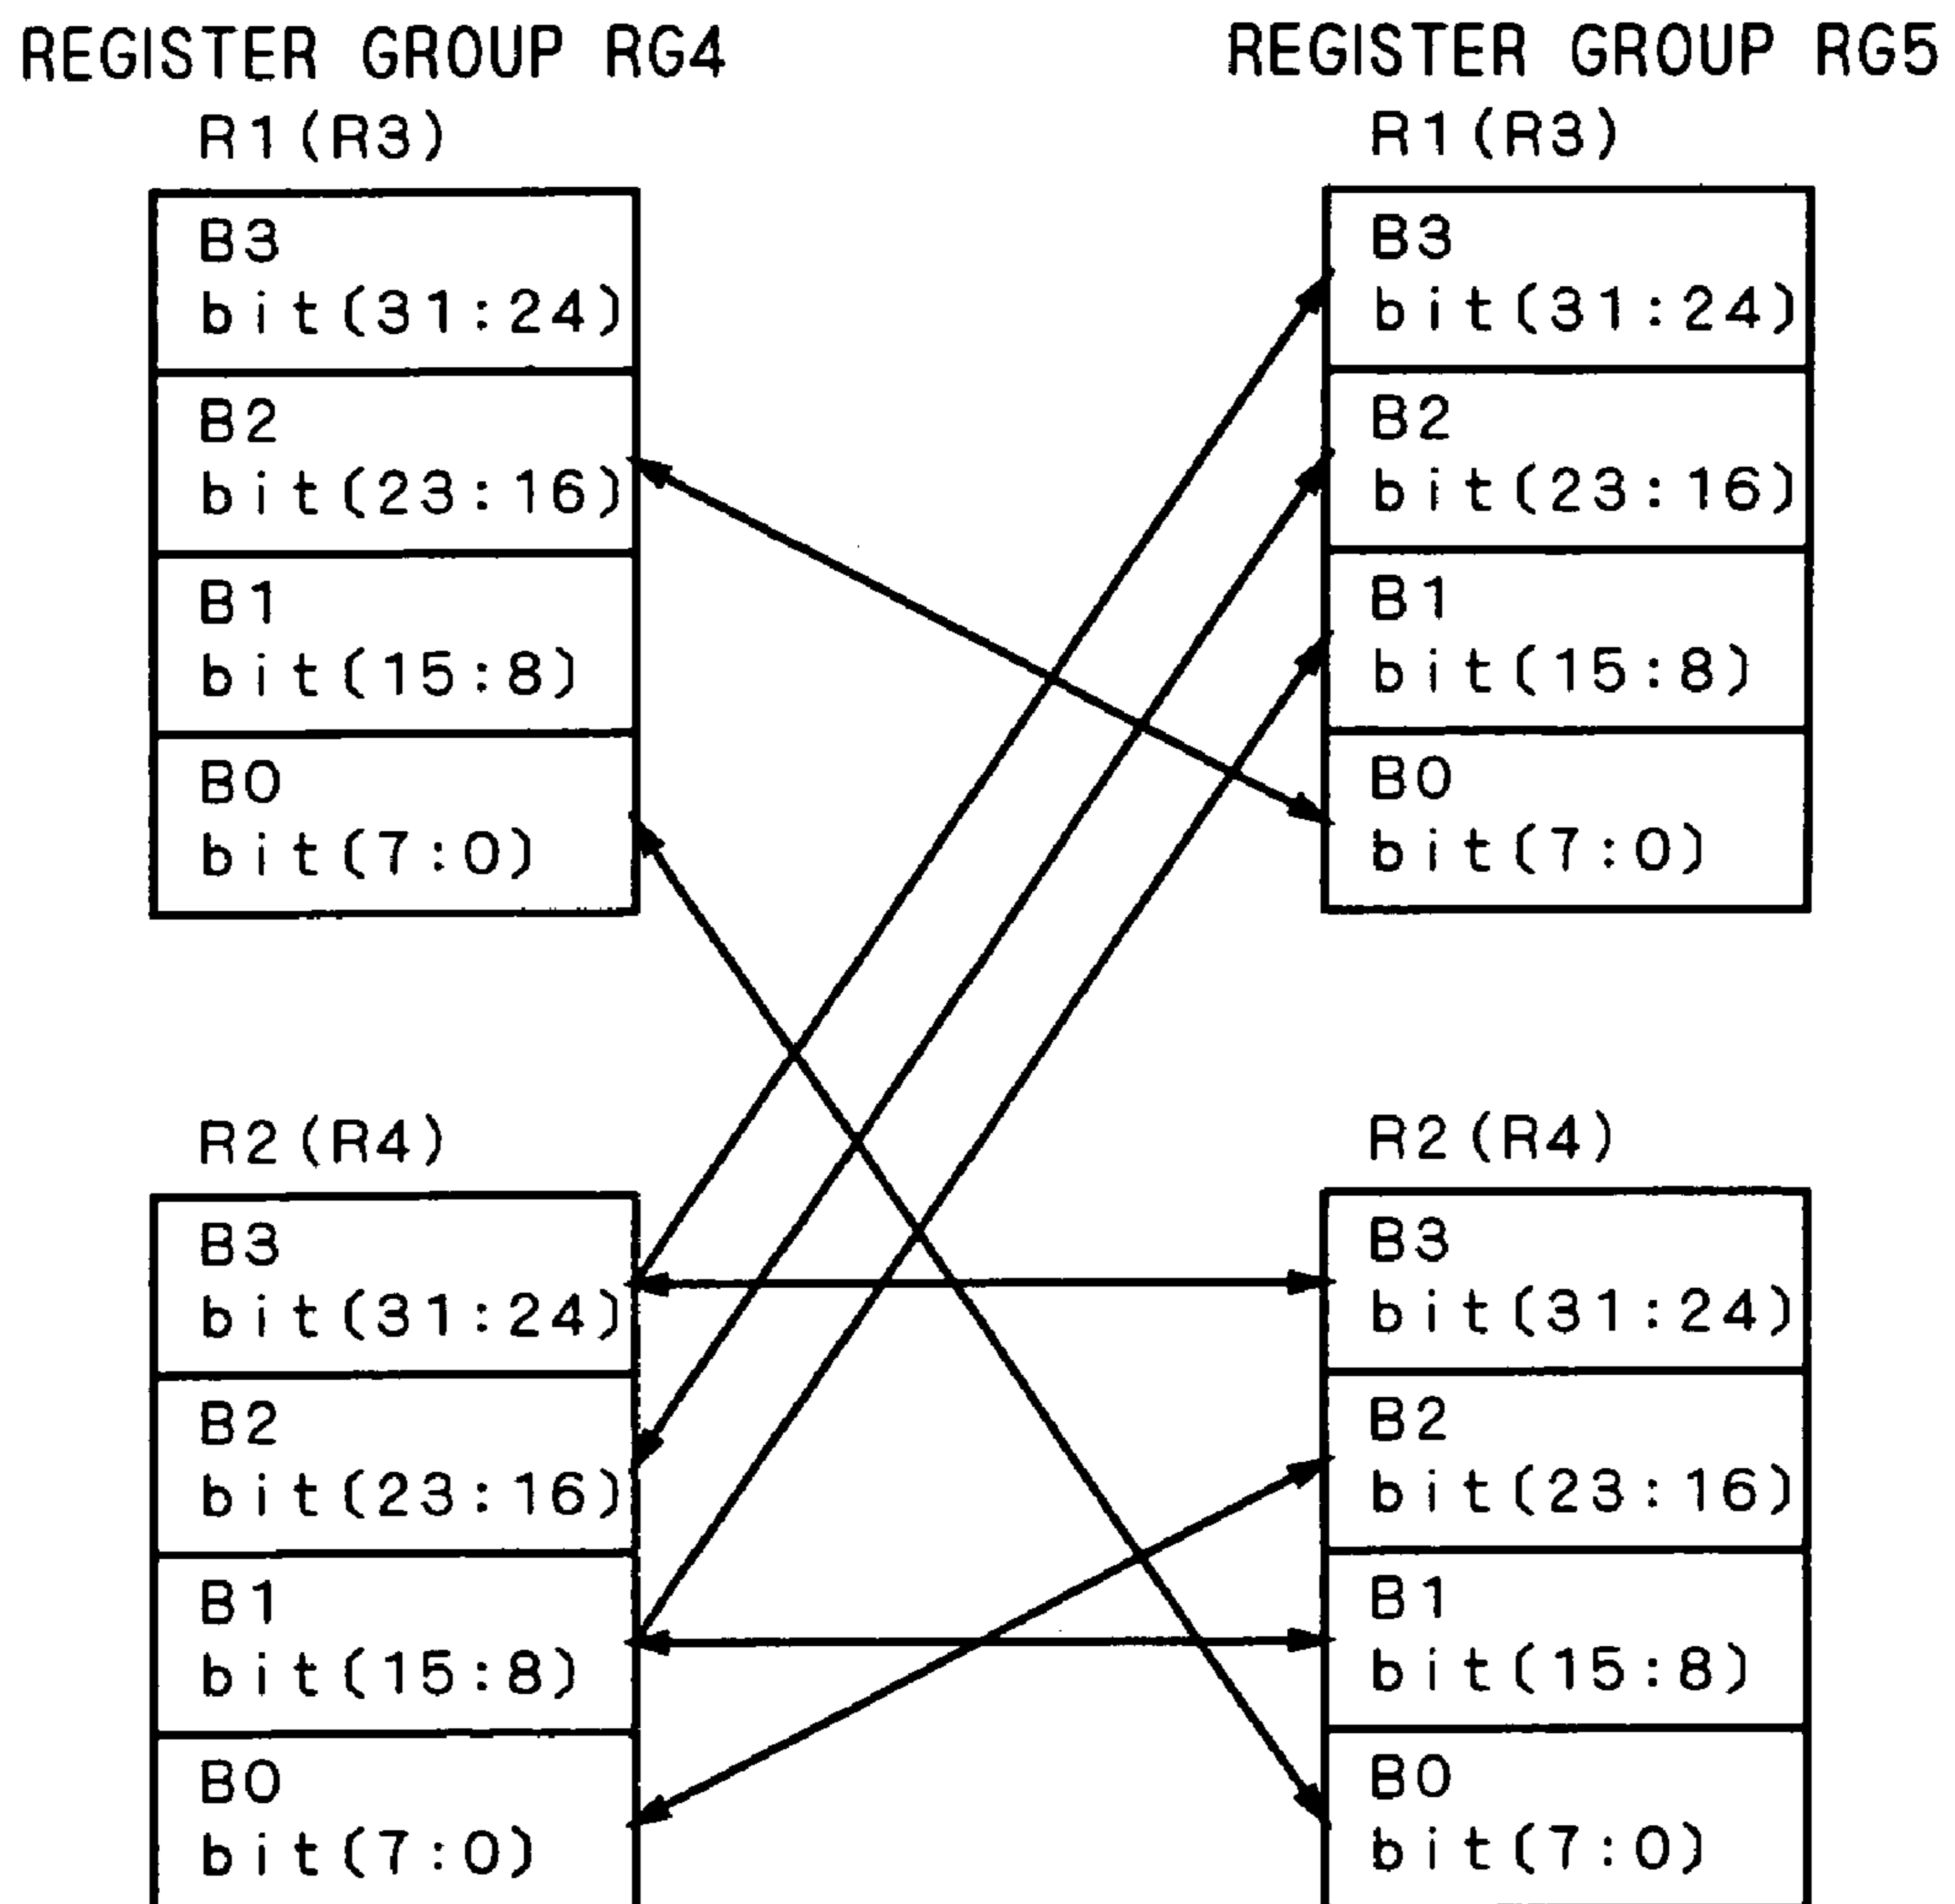 REGISTER GROUP RG4
R1(R3)
B3
bit(31:24)
B2
bit(23:16)
B1
bit(15:8)
B0
bit(7:0)
R2(R4)
B3
bit(31:24)
B2
bit(23:16)
B1
bit(15:8)
B0
bit(7:0)
REGISTER GROUP RG5
R1(R3)
B3
bit(31:24)
B2
bit(23:16)
B1
bit(15:8)
B0
bit(7:0)
R2(R4)
B3
bit(31:24)
B2
bit(23:16)
B1
bit(15:8)
B0
bit(7:0)